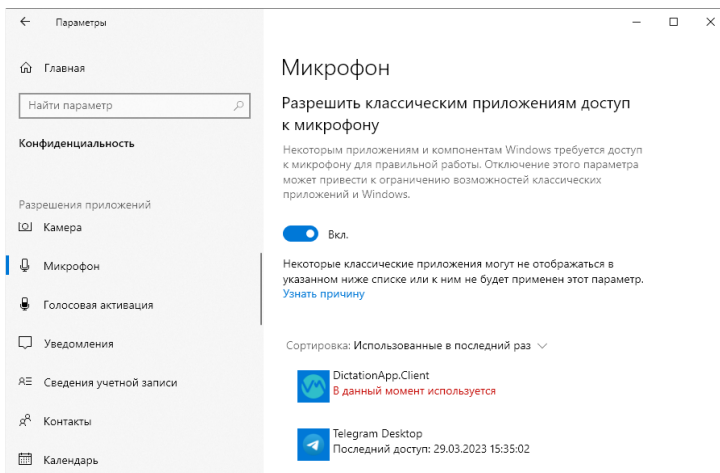 Параметры
Главная
Найти параметр
Конфиденциальность
Разрешения приложений
Камера
Микрофон
Голосовая активация
Уведомления
Сведения учетной записи
Контакты
Календарь
Микрофон
Разрешить классическим приложениям доступ
к микрофону
Некоторым приложениям и компонентам Windows требуется доступ
к микрофону для правильной работы. Отключение этого параметра
может привести к ограничению возможностей классических
приложений и Windows.
Вкл.
Некоторые классические приложения могут не отображаться в
указанном ниже списке или к ним не будет применен этот параметр.
Узнать причину
Сортировка: Использованные в последний раз
DictationApp.Client
В данный момент используется
Telegram Desktop
Последний доступ: 29.03.2023 15:35:02